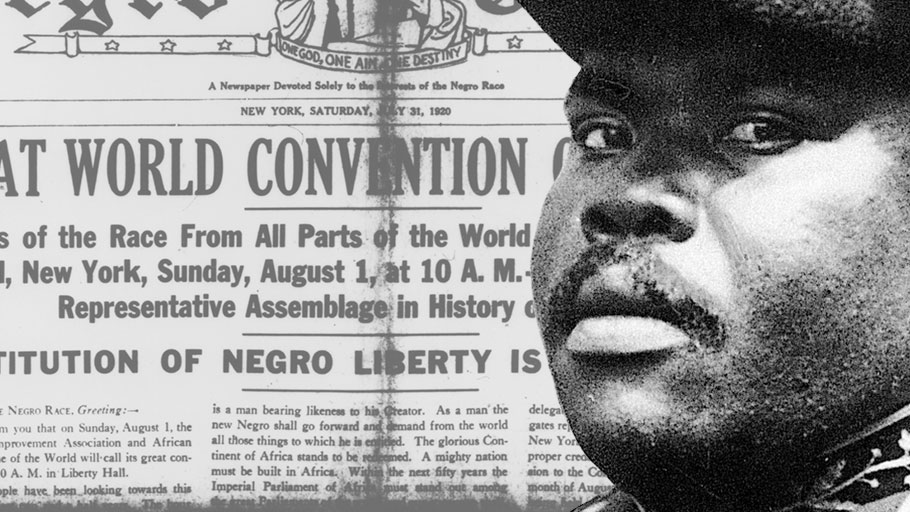 ONE GOD, ONE AIM, ONE DESTINY
A Newspaper Devoted Solely to the Interests of the Negro Race
NEW YORK, SATURDAY, JULY 31, 1920
AT WORLD CONVENTION
s of the Race From All Parts of the World
l, New York, Sunday, August 1, at 10 A. M.-
Representative Assemblage in History
TITUTION OF NEGRO LIBERTY IS
E NEGRO RACE, Greeting:—
m you that on Sunday, August 1, the
mprovement Association and African
e of the World will call its great con-
0 A. M. in Liberty Hall.
ople have been looking towards this
is a man bearing likeness to his Creator. As a man the
new Negro shall go forward and demand from the world
all those things to which he is entitled. The glorious Con-
tinent of Africa stands to be redeemed. A mighty nation
must be built in Africa. Within the next fifty years the
Imperial Parliament of Africa must stand out among
the great
delega
gates re
New Yor
proper cred
sion to the Co
month of Augus